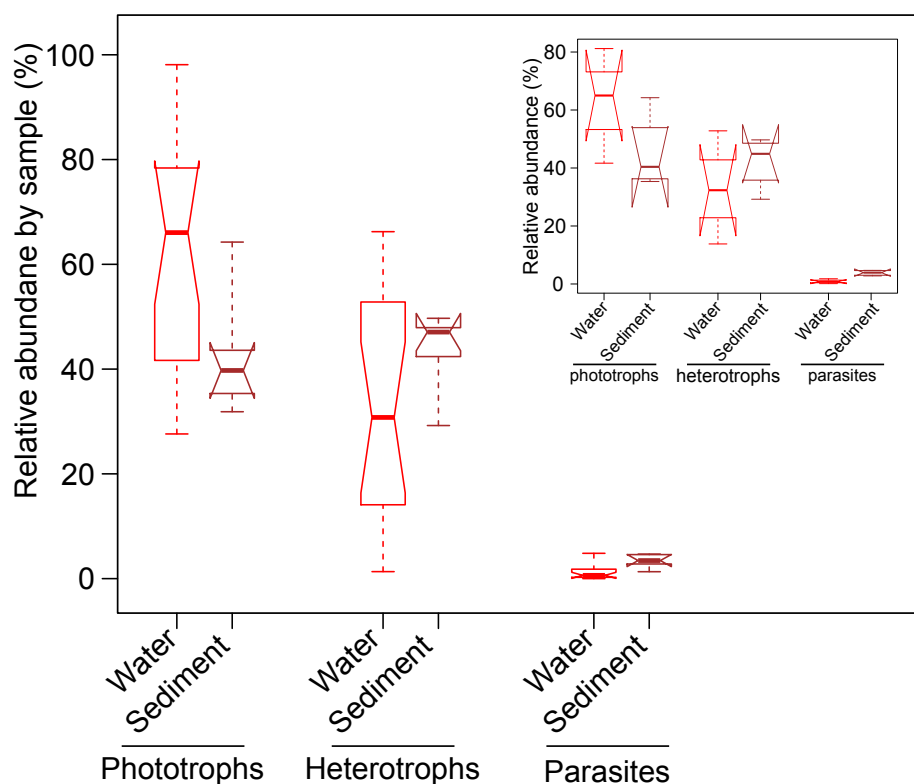 Relative abundane by sample (%)
100
80
60
40
20
0
Water
Sediment
Water
Sediment
Water
Sediment
Phototrophs
Heterotrophs
Parasites
Relative abundance (%)
80
60
40
20
0
Water
Sediment
Water
Sediment
Water
Sediment
phototrophs
heterotrophs
parasites